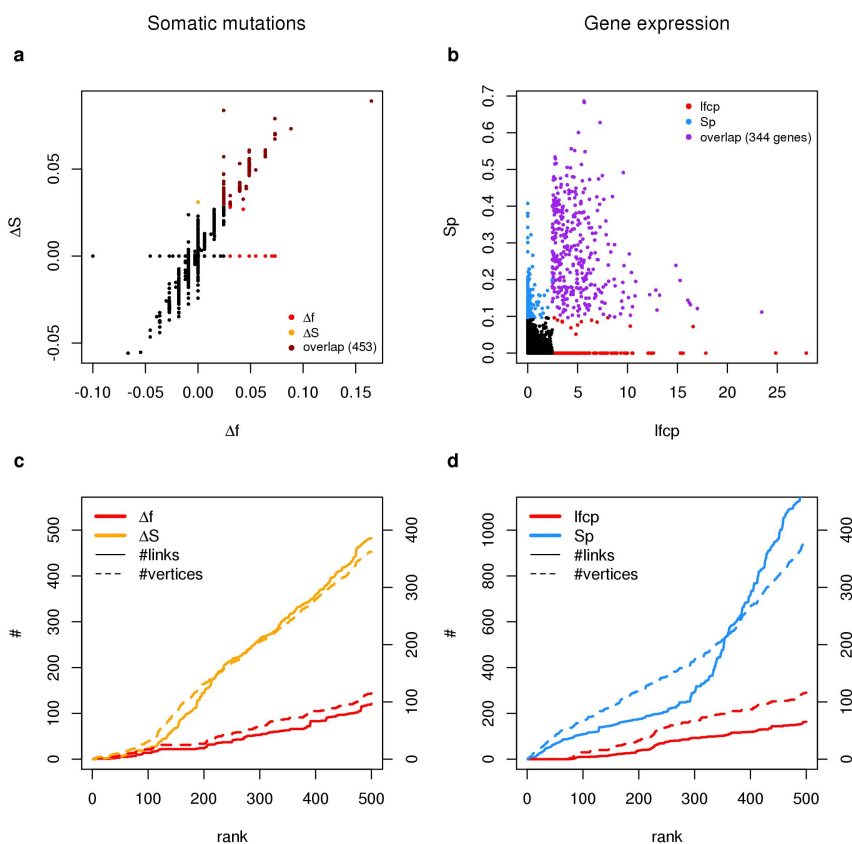 Somatic mutations
Gene expression
a
ΔS
0.05
0.00
-0.05
Δf
ΔS
overlap (453)
-0.10 -0.05 0.00 0.05 0.10 0.15
Δf
b
Sp
0.7
0.6
0.5
0.4
0.3
0.2
0.1
0.0
lfcp
Sp
overlap (344 genes)
0 5 10 15 20 25
lfcp
c
#
500
400
300
200
100
0
Δf
ΔS
#links
#vertices
400
300
200
100
0
0 100 200 300 400 500
rank
d
#
1000
800
600
400
200
0
lfcp
Sp
#links
#vertices
400
300
200
100
0
0 100 200 300 400 500
rank